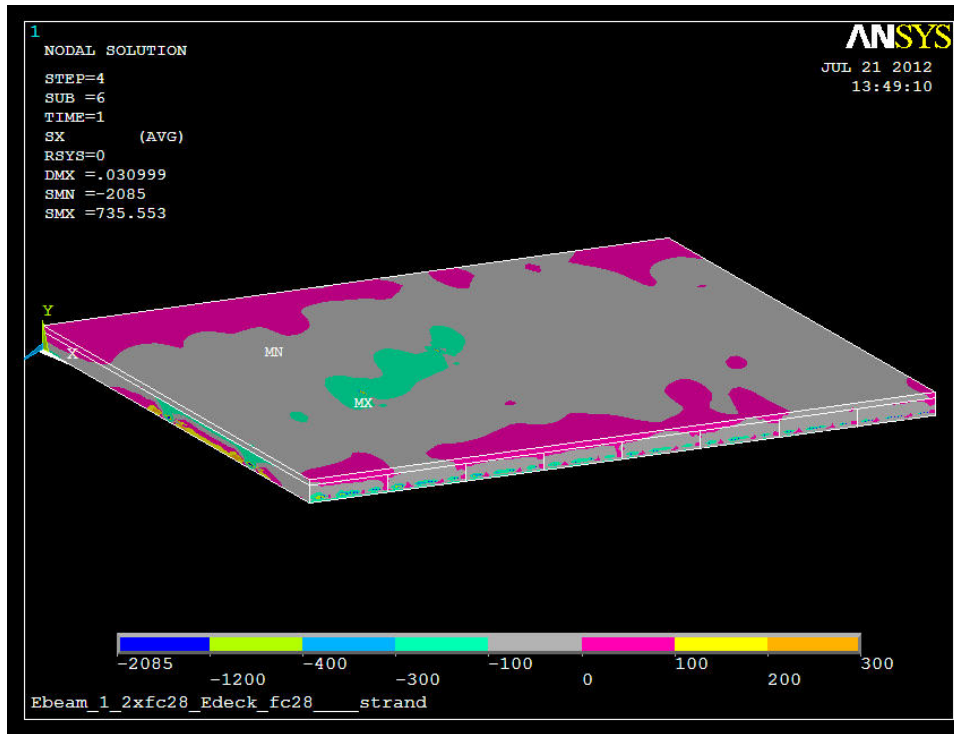 1
NODAL SOLUTION
STEP=4
SUB =6
TIME=1
SX (AVG)
RSYS=0
DMX =.030999
SMN =-2085
SMX =735.553
ANSYS
JUL 21 2012
13:49:10
Y
X
MN
MX
-2085 -400 -100 100 300
-1200 -300 0 200
Ebeam_1_2xfc28_Edeck_fc28____strand